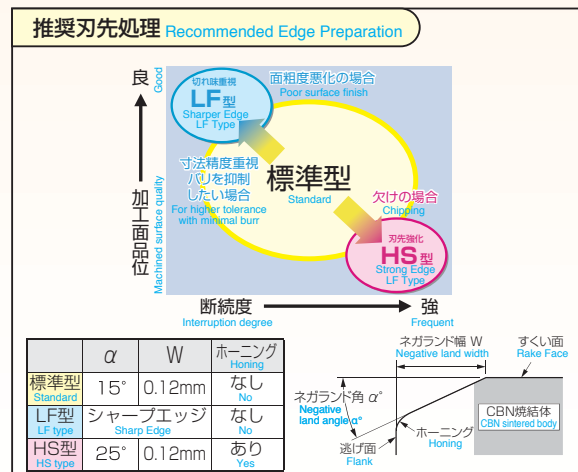 推奨刃先処理 Recommended Edge Preparation
良
Good
加工面品位
Machined surface quality
切れ味重視
LF型
Sharper Edge
LF Type
面粗度悪化の場合
Poor surface finish
寸法精度重視
バリを抑制
したい場合
For higher tolerance
with minimal burr
標準型
Standard
欠けの場合
Chipping
刃先強化
HS型
Strong Edge
LF Type
断続度
Interruption degree
強
Frequent
α W ホーニング
Honing
標準型 15° 0.12mm なし
Standard No
LF型 シャープエッジ なし
LF type Sharp Edge No
HS型 25° 0.12mm あり
HS type Yes
ネガランド幅 W
Negative land width
すくい面
Rake Face
ネガランド角 α°
Negative
land angle α°
CBN焼結体
CBN sintered body
ホーニング
Honing
逃げ面
Flank